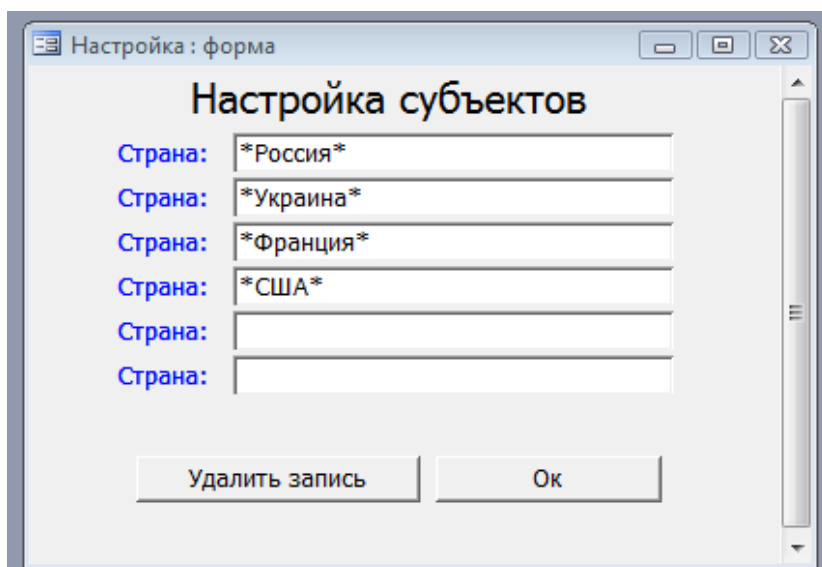 Настройка : форма
Настройка субъектов
Страна: *Россия*
Страна: *Украина*
Страна: *Франция*
Страна: *США*
Страна:
Страна:
Удалить запись Ок